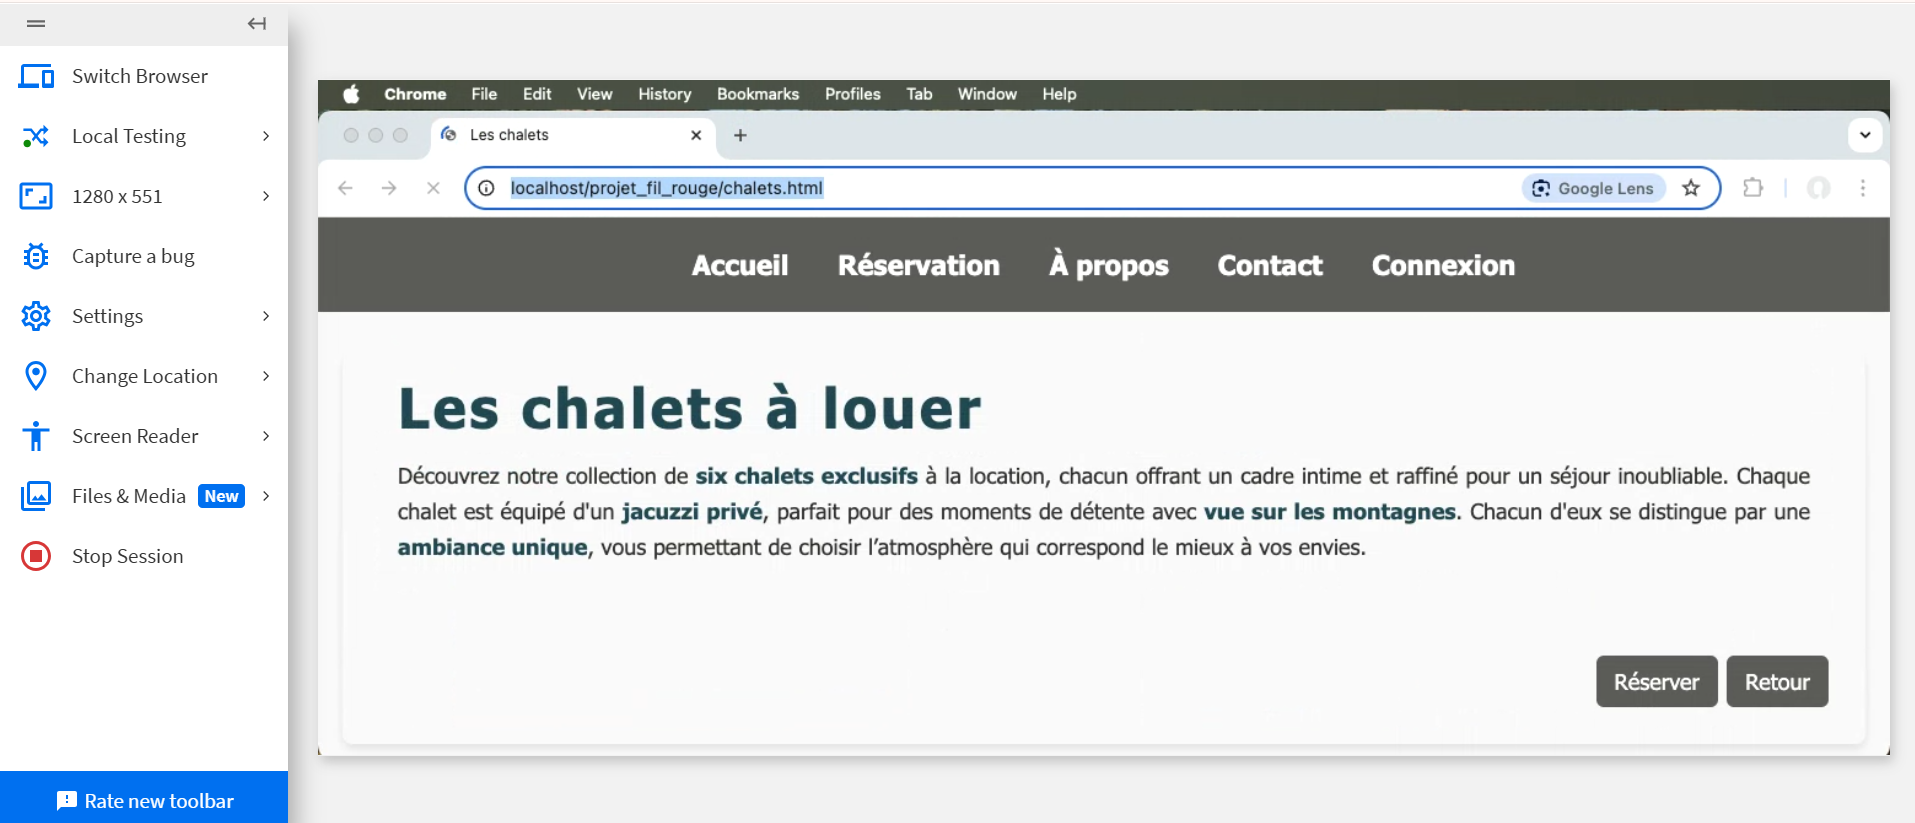 Switch Browser
Local Testing
1280 x 551
Capture a bug
Settings
Change Location
Screen Reader
Files & Media New
Stop Session
Rate new toolbar
Chrome File Edit View History Bookmarks Profiles Tab Window Help
Les chalets
localhost/projet_fil_rouge/chalets.html Google Lens
Accueil Réservation À propos Contact Connexion
Les chalets à louer
Découvrez notre collection de six chalets exclusifs à la location, chacun offrant un cadre intime et raffiné pour un séjour inoubliable. Chaque
chalet est équipé d'un jacuzzi privé, parfait pour des moments de détente avec vue sur les montagnes. Chacun d'eux se distingue par une
ambiance unique, vous permettant de choisir l’atmosphère qui correspond le mieux à vos envies.
Réserver Retour